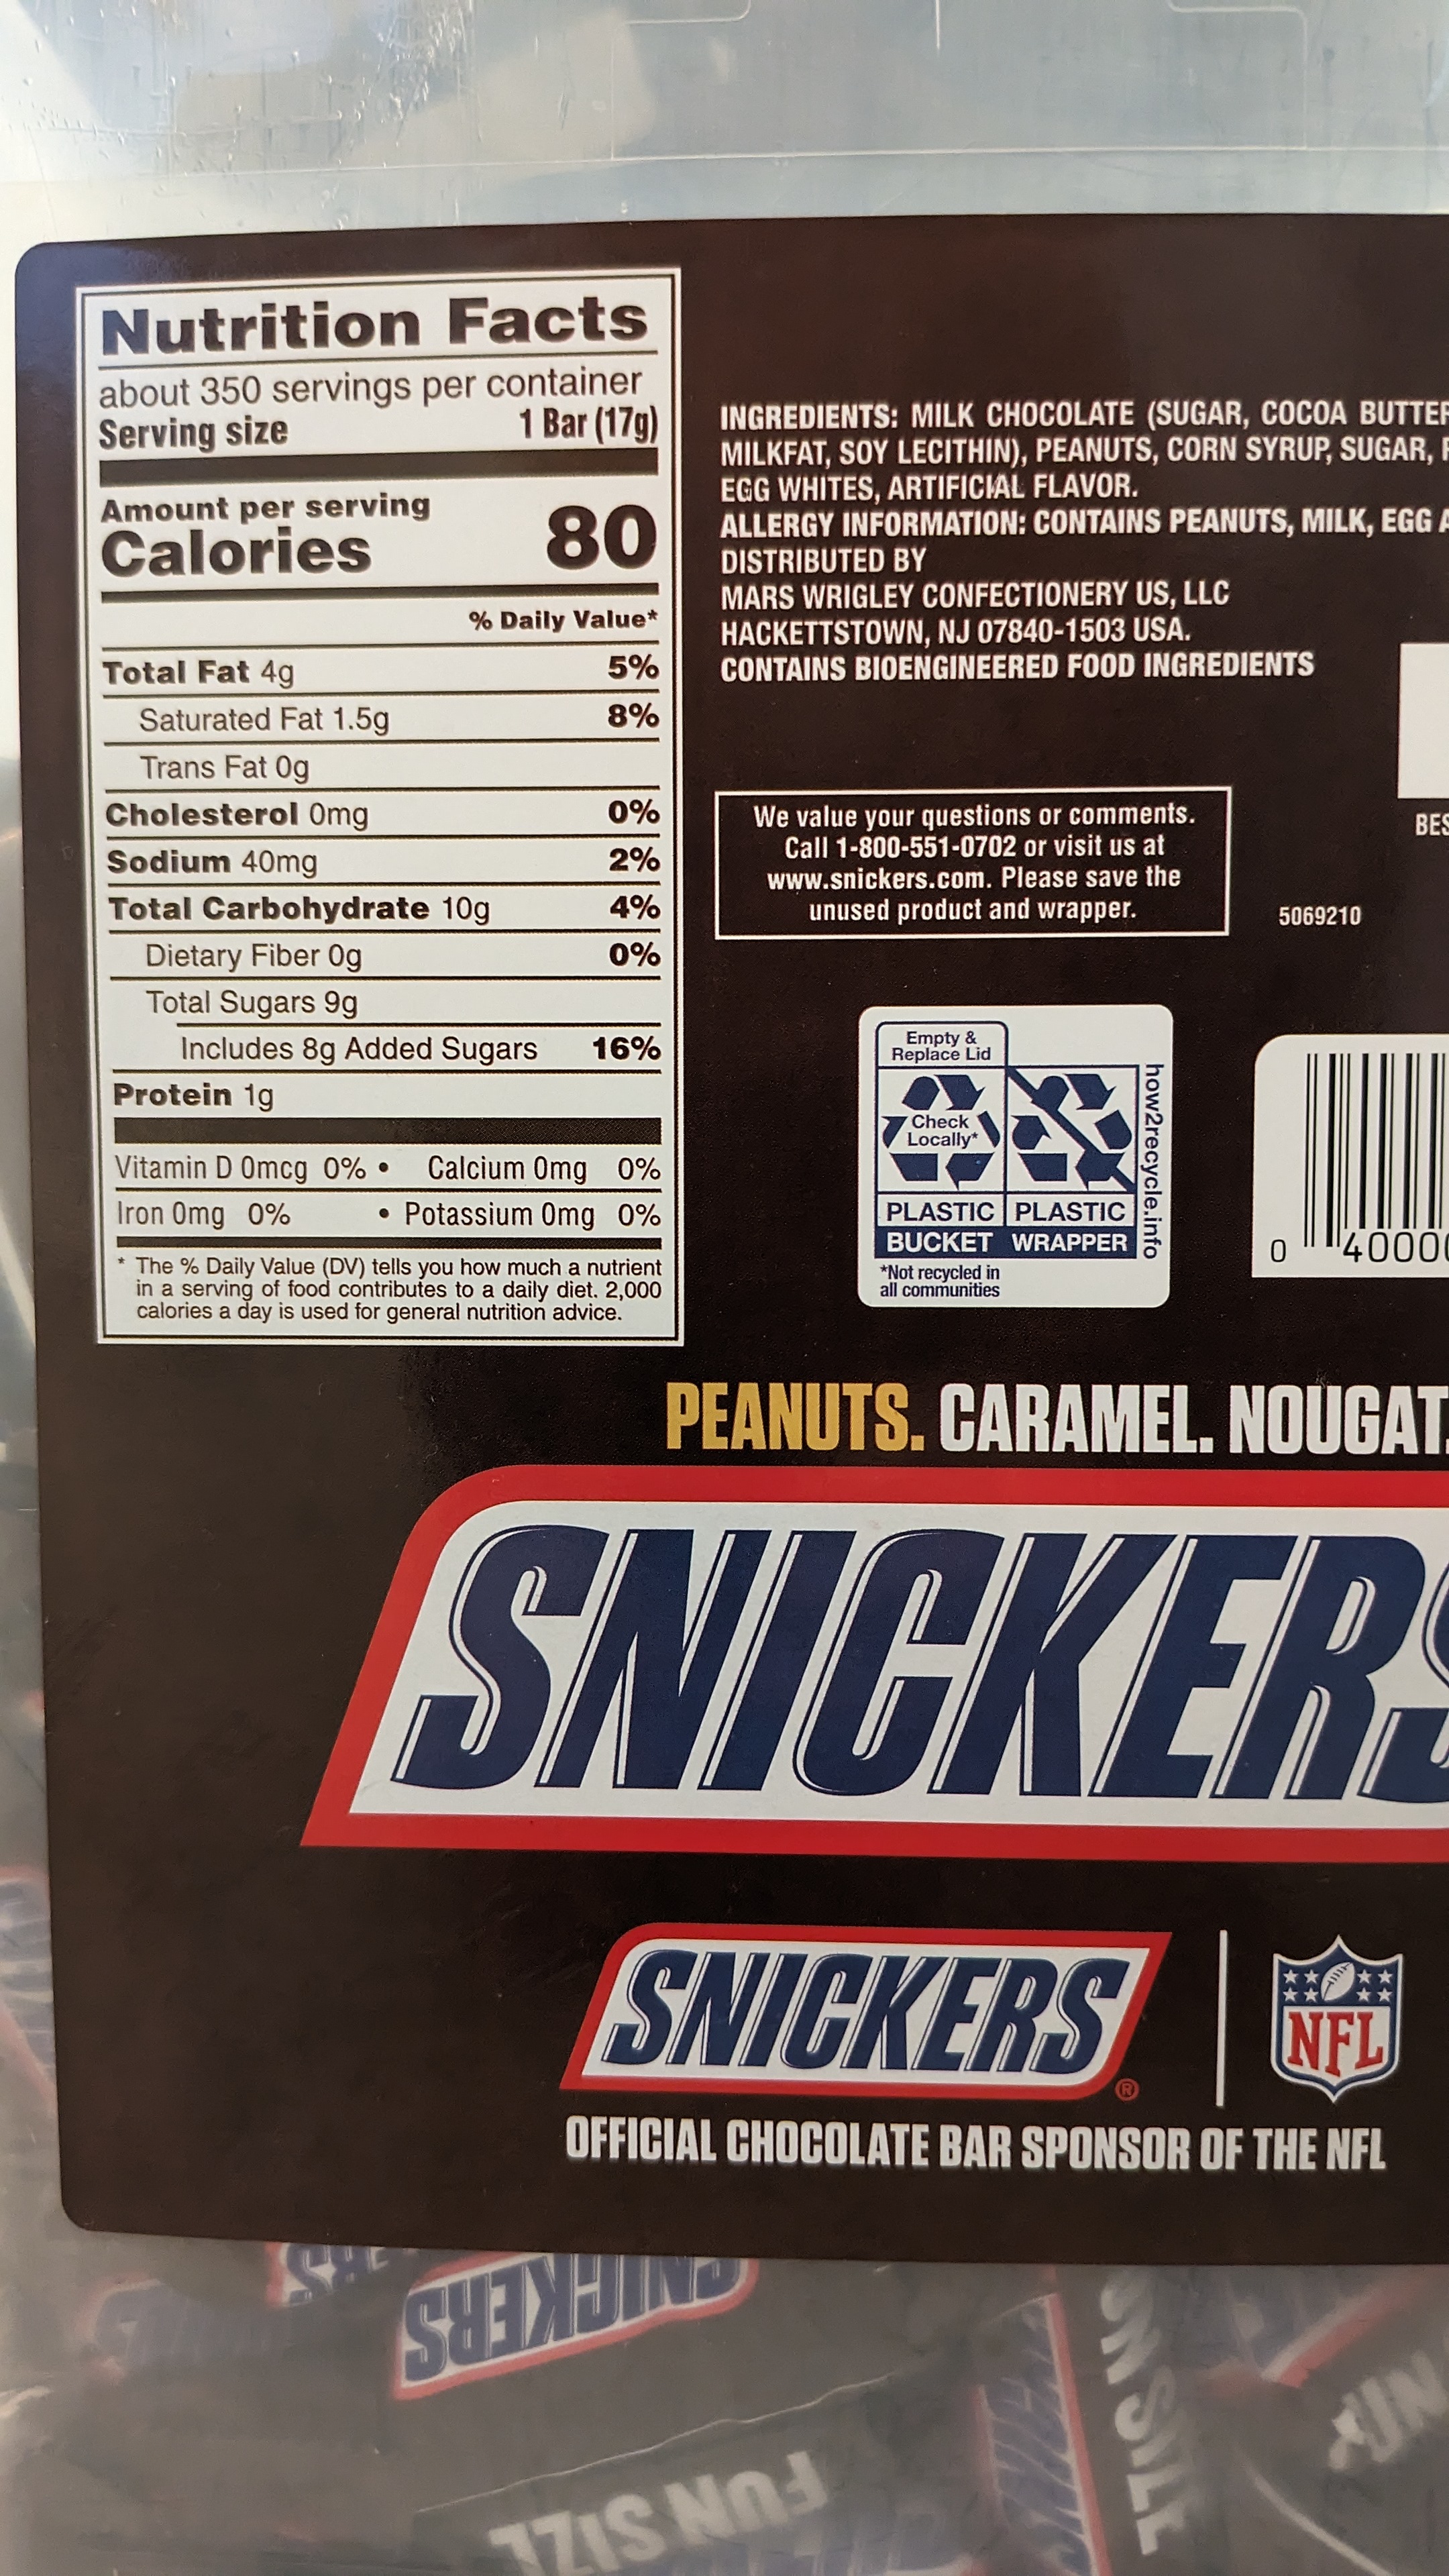 Nutrition Facts
about 350 servings per container
Serving size 1 Bar (17g)
Amount per serving
Calories 80
% Daily Value*
Total Fat 4g 5%
Saturated Fat 1.5g 8%
Trans Fat 0g
Cholesterol 0mg 0%
Sodium 40mg 2%
Total Carbohydrate 10g 4%
Dietary Fiber 0g 0%
Total Sugars 9g
Includes 8g Added Sugars 16%
Protein 1g
Vitamin D 0mcg 0% • Calcium 0mg 0%
Iron 0mg 0% • Potassium 0mg 0%
* The % Daily Value (DV) tells you how much a nutrient
in a serving of food contributes to a daily diet. 2,000
calories a day is used for general nutrition advice.
INGREDIENTS: MILK CHOCOLATE (SUGAR, COCOA BUTTER
MILKFAT, SOY LECITHIN), PEANUTS, CORN SYRUP, SUGAR,
EGG WHITES, ARTIFICIAL FLAVOR.
ALLERGY INFORMATION: CONTAINS PEANUTS, MILK, EGG
DISTRIBUTED BY
MARS WRIGLEY CONFECTIONERY US, LLC
HACKETTSTOWN, NJ 07840-1503 USA.
CONTAINS BIOENGINEERED FOOD INGREDIENTS
We value your questions or comments.
Call 1-800-551-0702 or visit us at
www.snickers.com. Please save the
unused product and wrapper.
BES
5069210
Empty &
Replace Lid
Check
Locally*
PLASTIC PLASTIC
BUCKET WRAPPER
*Not recycled in
all communities
how2recycle.info
0 40000
PEANUTS. CARAMEL. NOUGAT.
SNICKERS
SNICKERS®
NFL
OFFICIAL CHOCOLATE BAR SPONSOR OF THE NFL
SNICKERS
FUN SIZE